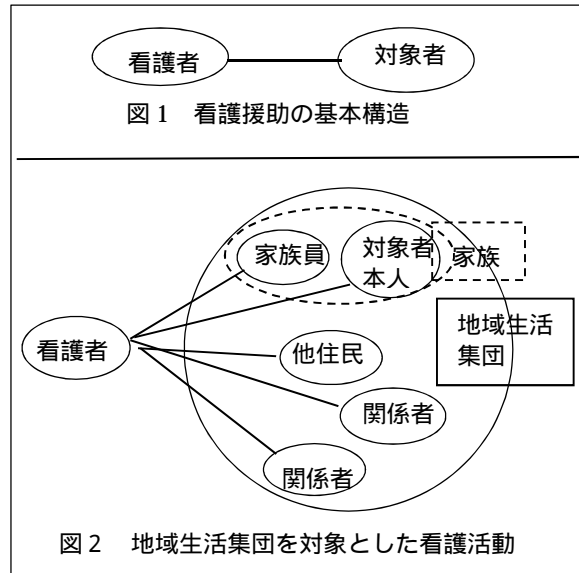 看護者
対象者
図1 看護援助の基本構造
家族員
対象者
本人
家族
地域生活
集団
看護者
他住民
関係者
関係者
図2 地域生活集団を対象とした看護活動